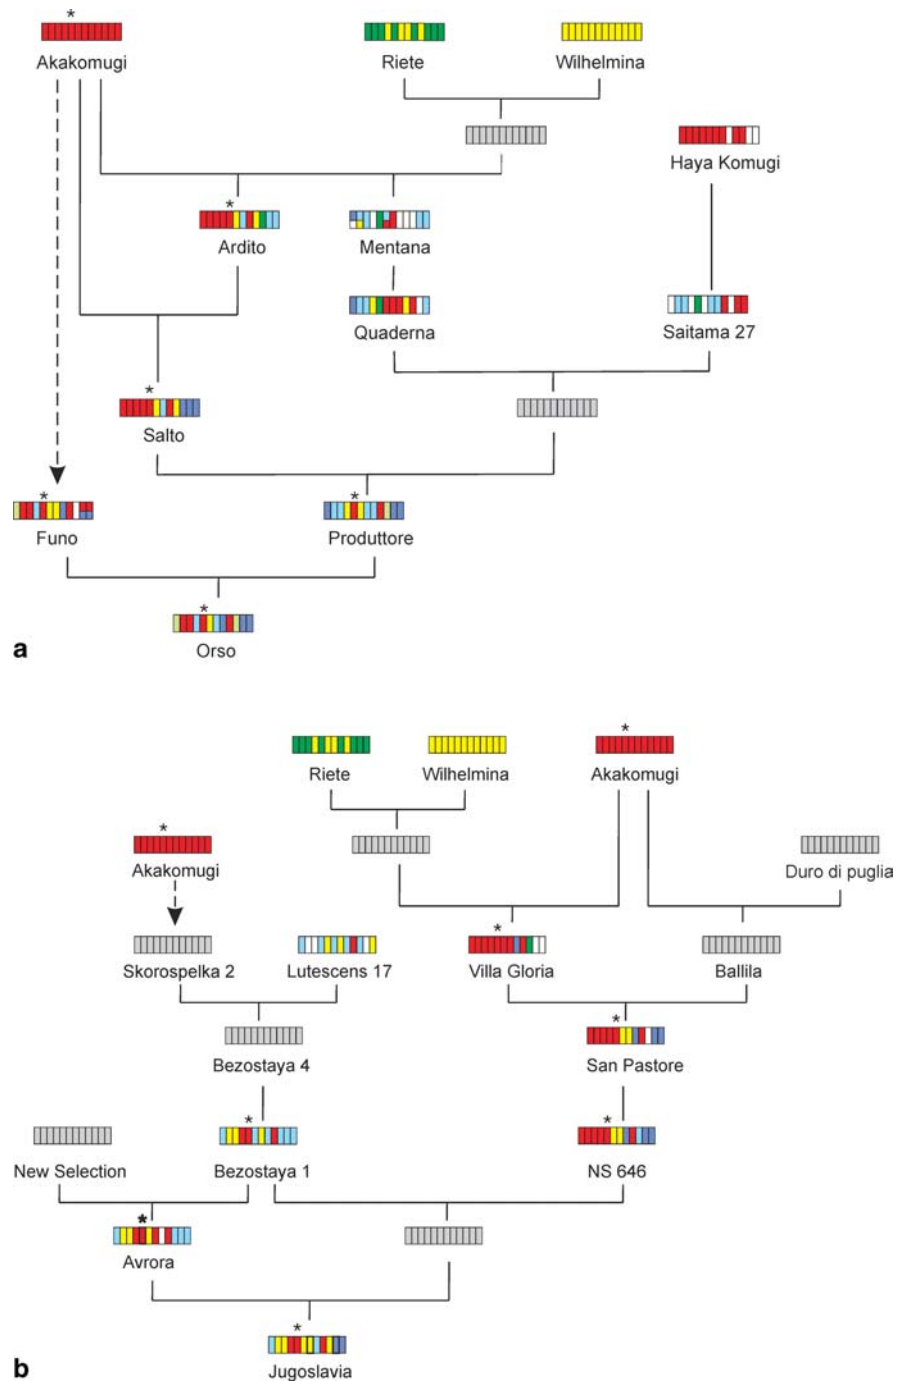 *
Akakomugi
Riete
Wilhelmina
Haya Komugi
*
Ardito
Mentana
Quaderna
Saitama 27
*
Salto
*
Funo
*
Produttore
*
Orso
a
Riete
Wilhelmina
*
Akakomugi
*
Akakomugi
Duro di puglia
Skorospelka 2
Lutescens 17
*
Villa Gloria
Ballila
Bezostaya 4
*
San Pastore
New Selection
*
Bezostaya 1
*
NS 646
*
Avrora
*
Jugoslavia
b